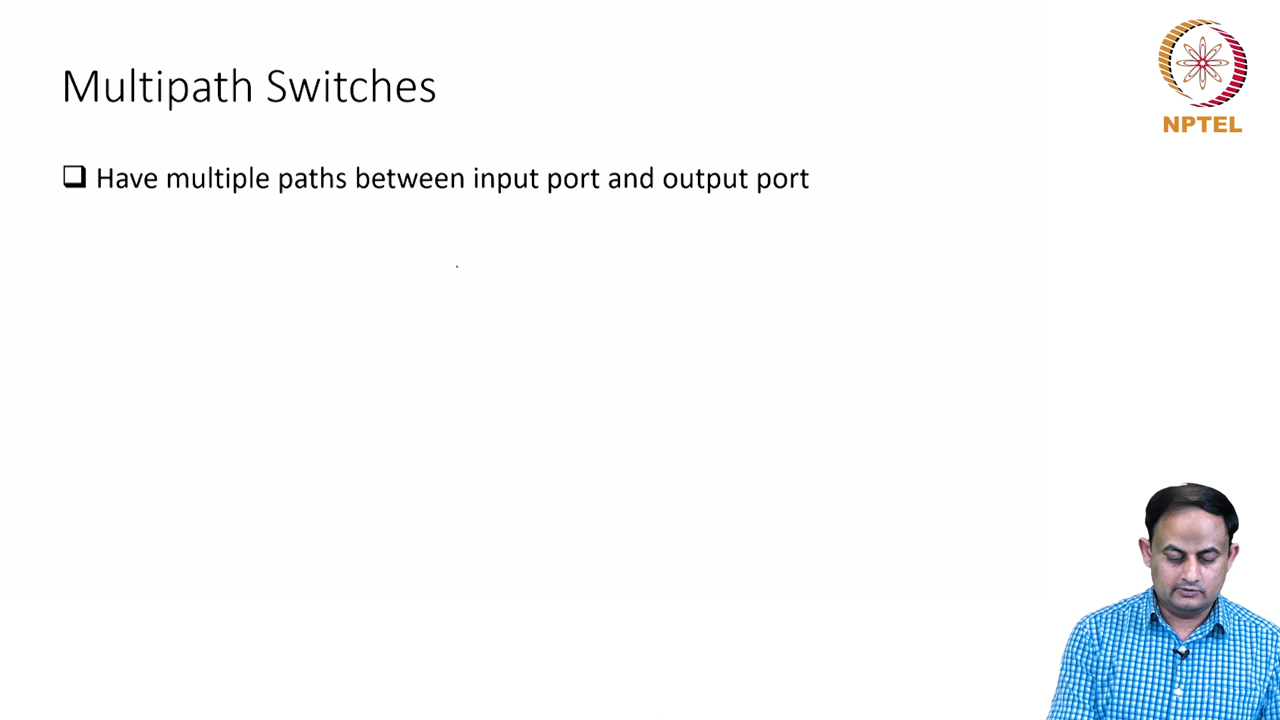 Multipath Switches
NPTEL
❑ Have multiple paths between input port and output port